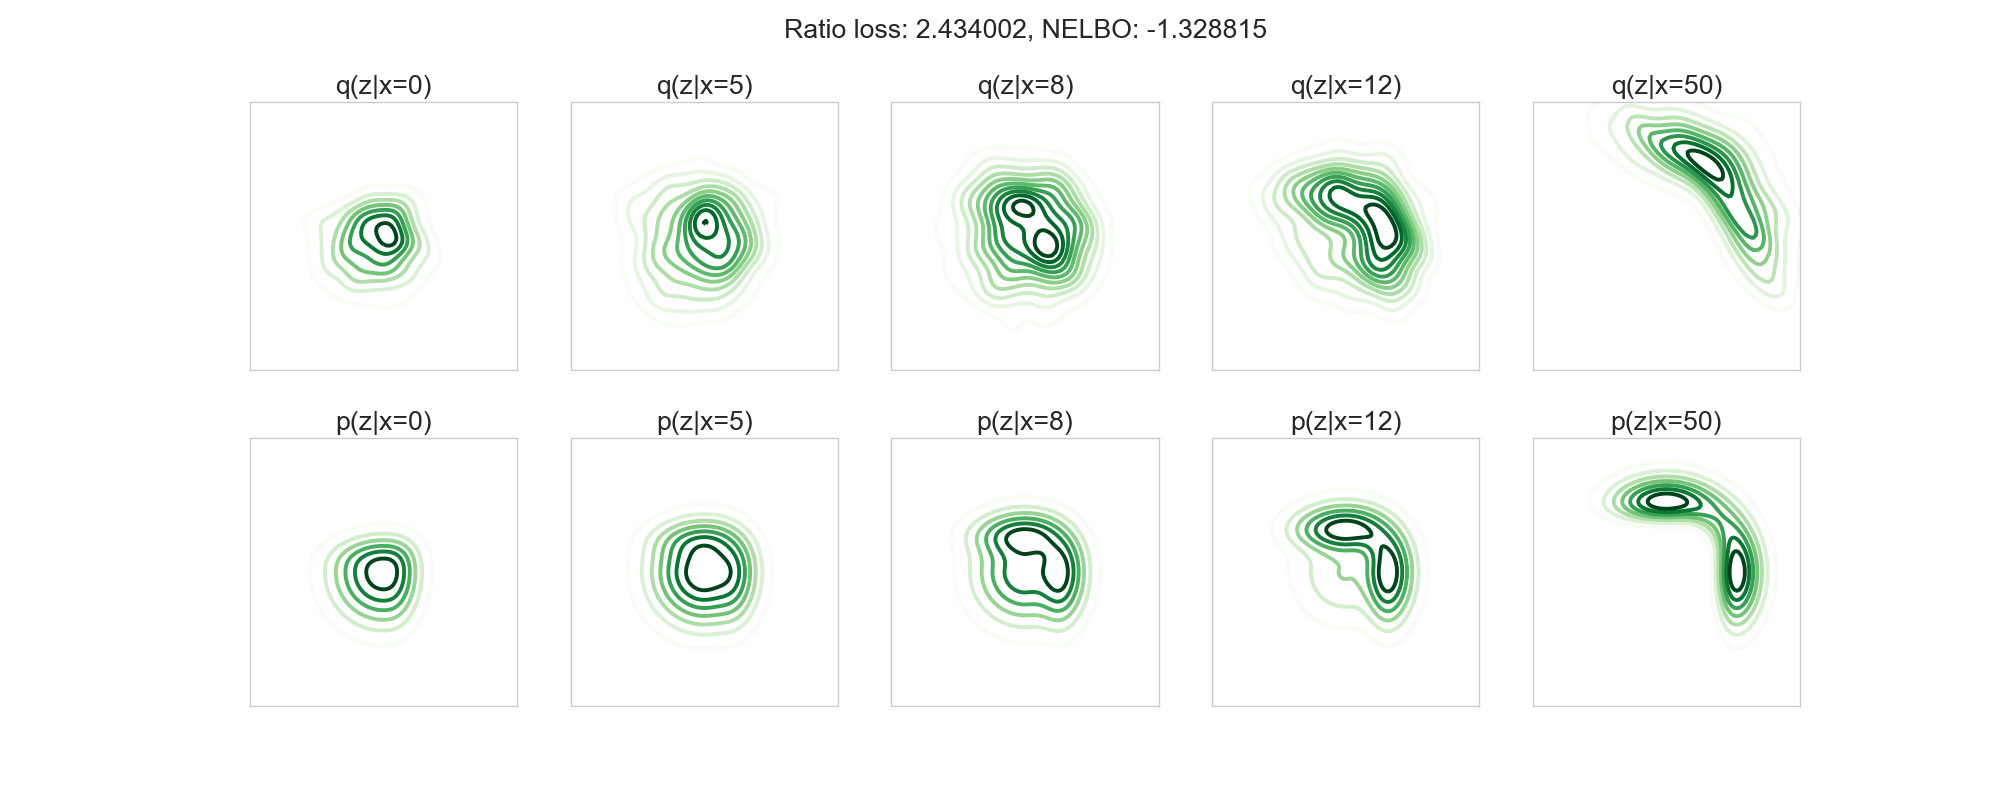 Ratio loss: 2.434002, NELBO: -1.328815
q(z|x=0) q(z|x=5) q(z|x=8) q(z|x=12) q(z|x=50)
p(z|x=0) p(z|x=5) p(z|x=8) p(z|x=12) p(z|x=50)